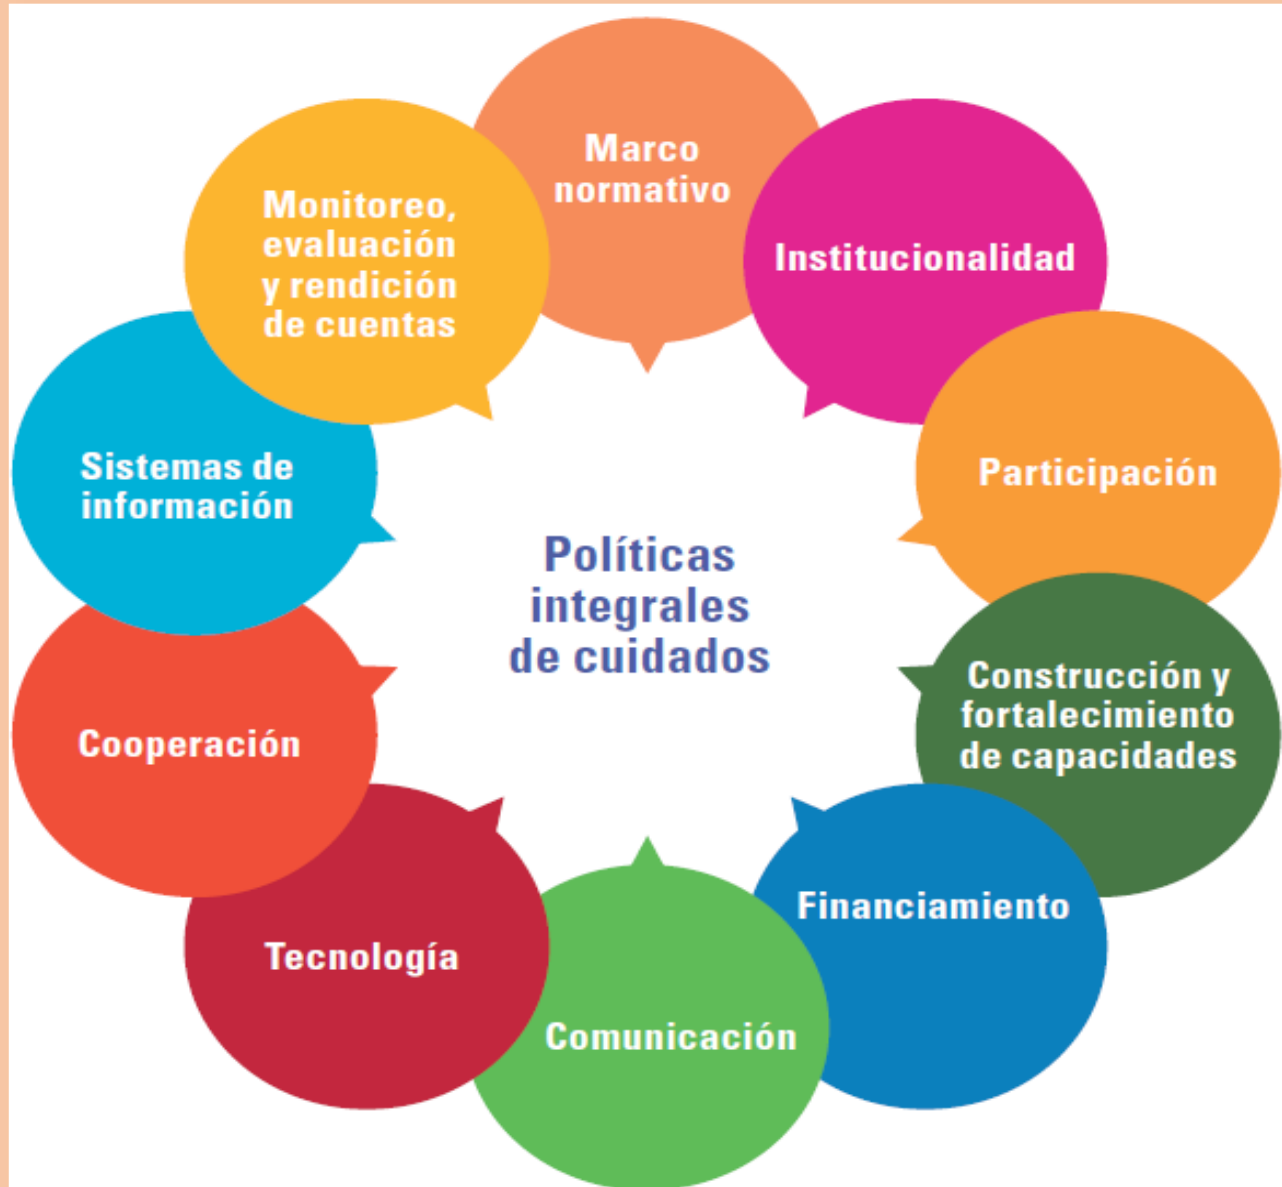 Marco
normativo
Institucionalidad
Participación
Construcción y
fortalecimiento
de capacidades
Financiamiento
Comunicación
Tecnología
Cooperación
Sistemas de
información
Monitoreo,
evaluación
y rendición
de cuentas
Políticas
integrales
de cuidados